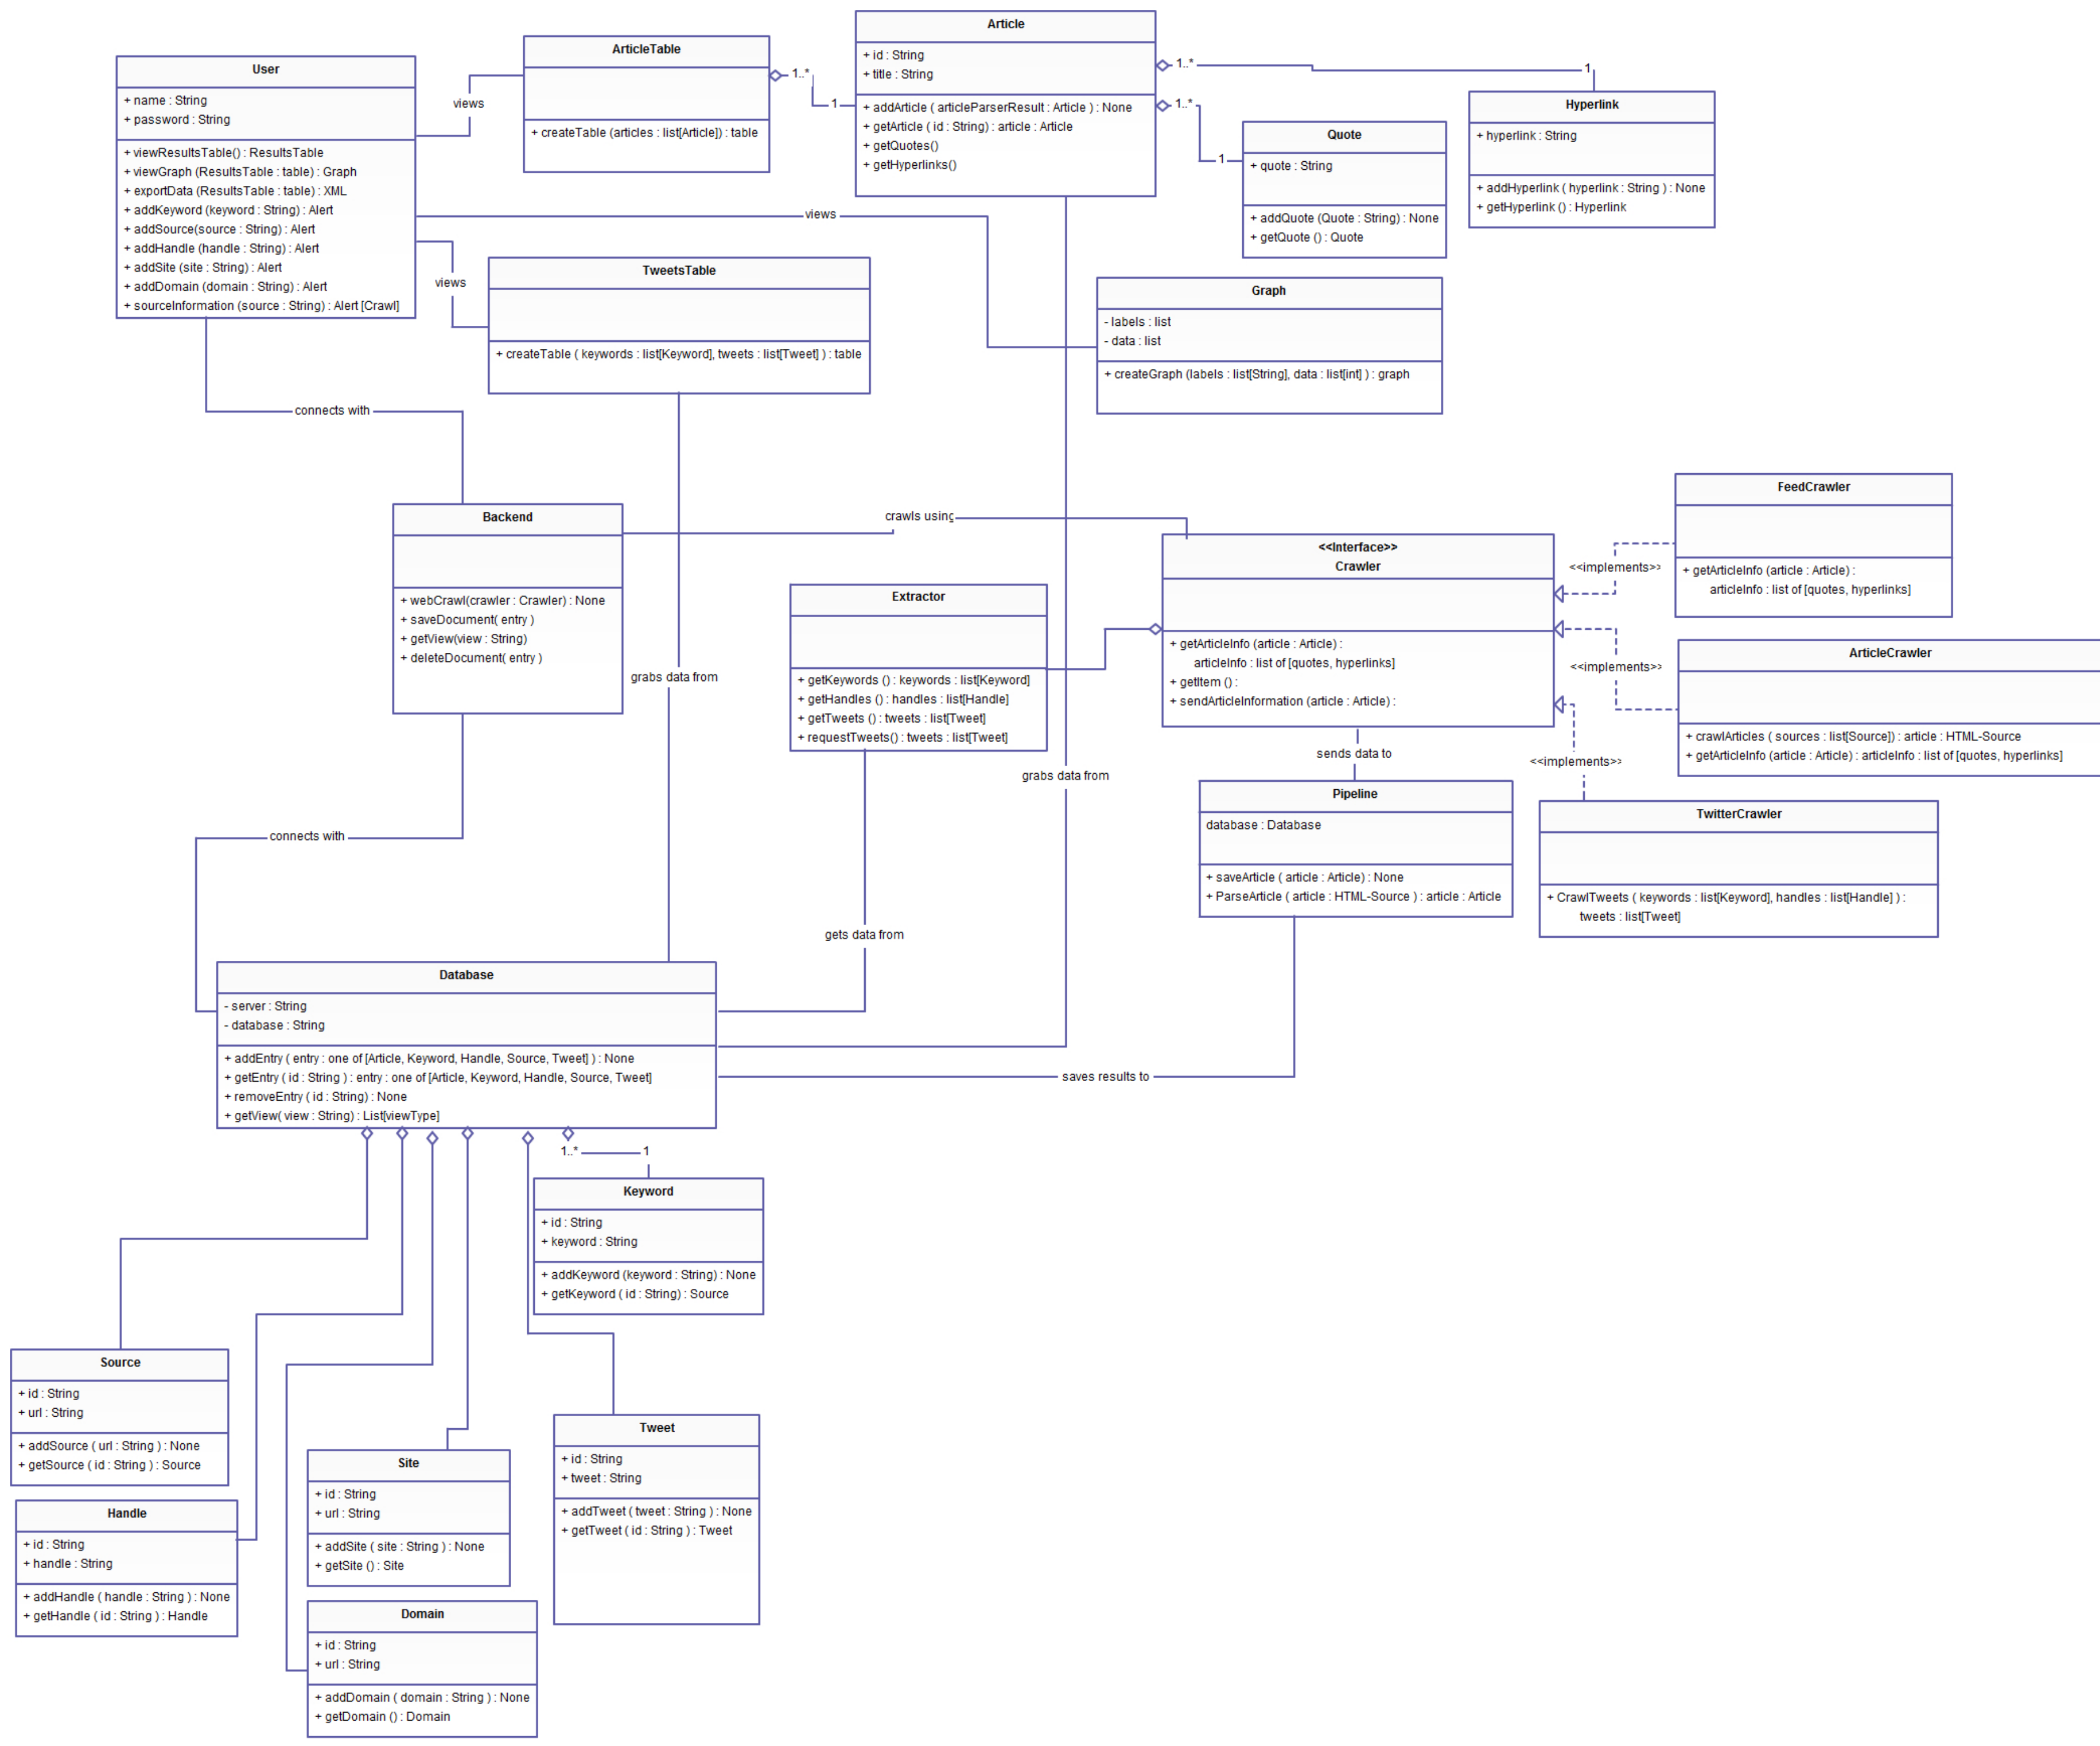 User
+ name : String
+ password : String
+ viewResultsTable() : ResultsTable
+ viewGraph (ResultsTable : table) : Graph
+ exportData (ResultsTable : table) : XML
+ addKeyword (keyword : String) : Alert
+ addSource(source : String) : Alert
+ addHandle (handle : String) : Alert
+ addSite (site : String) : Alert
+ addDomain (domain : String) : Alert
+ sourceInformation (source : String) : Alert [Crawl]
views
ArticleTable
+ createTable (articles : list[Article]) : table
1..*
1
Article
+ id : String
+ title : String
+ addArticle ( articleParserResult : Article ) : None
+ getArticle ( id : String) : article : Article
+ getQuotes()
+ getHyperlinks()
1..*
1
1..*
1
Hyperlink
+ hyperlink : String
+ addHyperlink ( hyperlink : String ) : None
+ getHyperlink () : Hyperlink
Quote
+ quote : String
+ addQuote (Quote : String) : None
+ getQuote () : Quote
views
views
TweetsTable
+ createTable ( keywords : list[Keyword], tweets : list[Tweet] ) : table
Graph
- labels : list
- data : list
+ createGraph (labels : list[String], data : list[int] ) : graph
connects with
Backend
+ webCrawl(crawler : Crawler) : None
+ saveDocument( entry )
+ getView(view : String)
+ deleteDocument( entry )
crawls using
<<Interface>>
Crawler
+ getArticleInfo (article : Article) :
articleInfo : list of [quotes, hyperlinks]
+ getItem () :
+ sendArticleInformation (article : Article) :
FeedCrawler
+ getArticleInfo (article : Article) :
articleInfo : list of [quotes, hyperlinks]
<<implements>>
Extractor
+ getKeywords () : keywords : list[Keyword]
+ getHandles () : handles : list[Handle]
+ getTweets () : tweets : list[Tweet]
+ requestTweets() : tweets : list[Tweet]
<<implements>>
ArticleCrawler
+ crawlArticles ( sources : list[Source]) : article : HTML-Source
+ getArticleInfo (article : Article) : articleInfo : list of [quotes, hyperlinks]
grabs data from
grabs data from
sends data to
<<implements>>
Pipeline
database : Database
+ saveArticle ( article : Article) : None
+ ParseArticle ( article : HTML-Source ) : article : Article
TwitterCrawler
+ CrawlTweets ( keywords : list[Keyword], handles : list[Handle] ) :
tweets : list[Tweet]
connects with
gets data from
Database
- server : String
- database : String
+ addEntry ( entry : one of [Article, Keyword, Handle, Source, Tweet] ) : None
+ getEntry ( id : String ) : entry : one of [Article, Keyword, Handle, Source, Tweet]
+ removeEntry ( id : String) : None
+ getView( view : String) : List[viewType]
saves results to
1..*
1
Keyword
+ id : String
+ keyword : String
+ addKeyword (keyword : String) : None
+ getKeyword ( id : String) : Source
Source
+ id : String
+ url : String
+ addSource ( url : String ) : None
+ getSource ( id : String ) : Source
Tweet
+ id : String
+ tweet : String
+ addTweet ( tweet : String ) : None
+ getTweet ( id : String ) : Tweet
Site
+ id : String
+ url : String
+ addSite ( site : String ) : None
+ getSite () : Site
Handle
+ id : String
+ handle : String
+ addHandle ( handle : String ) : None
+ getHandle ( id : String ) : Handle
Domain
+ id : String
+ url : String
+ addDomain ( domain : String ) : None
+ getDomain () : Domain